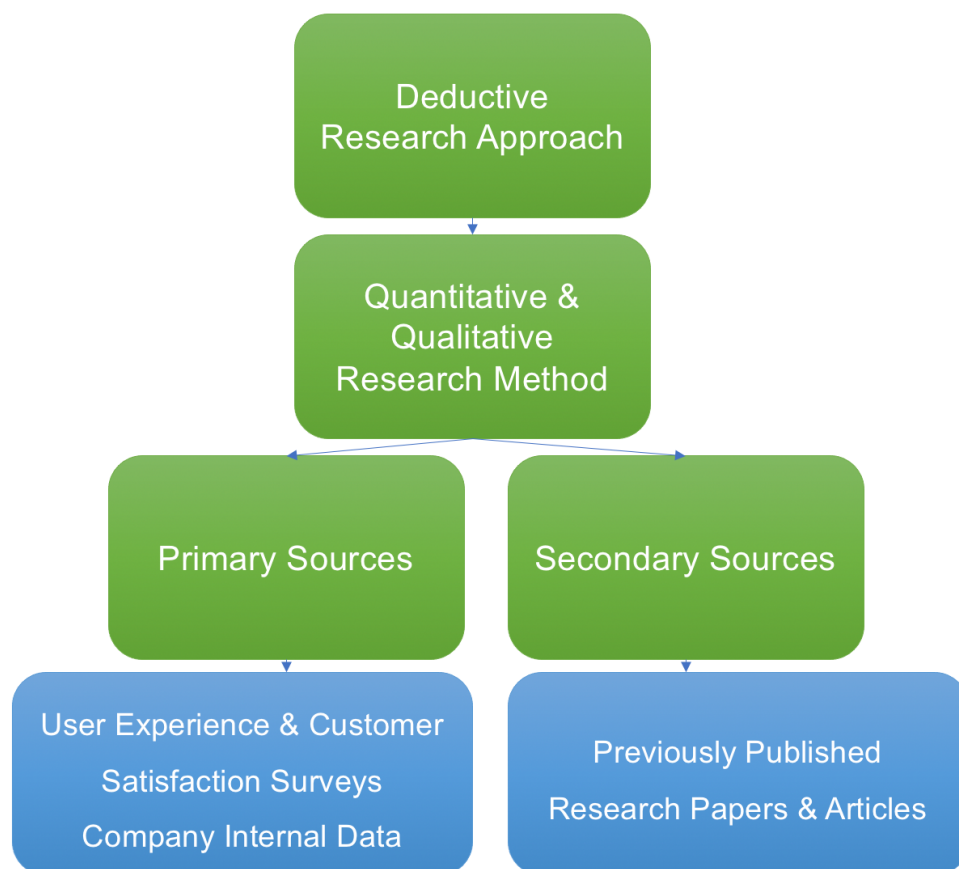 Deductive
Research Approach
Quantitative &
Qualitative
Research Method
Primary Sources
Secondary Sources
User Experience & Customer
Satisfaction Surveys
Company Internal Data
Previously Published
Research Papers & Articles